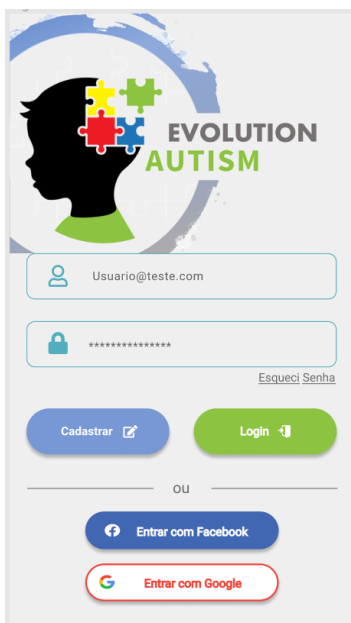 EVOLUTION
AUTISM
Usuario@teste.com
***************
Esqueci Senha
Cadastrar
Login
ou
Entrar com Facebook
Entrar com Google